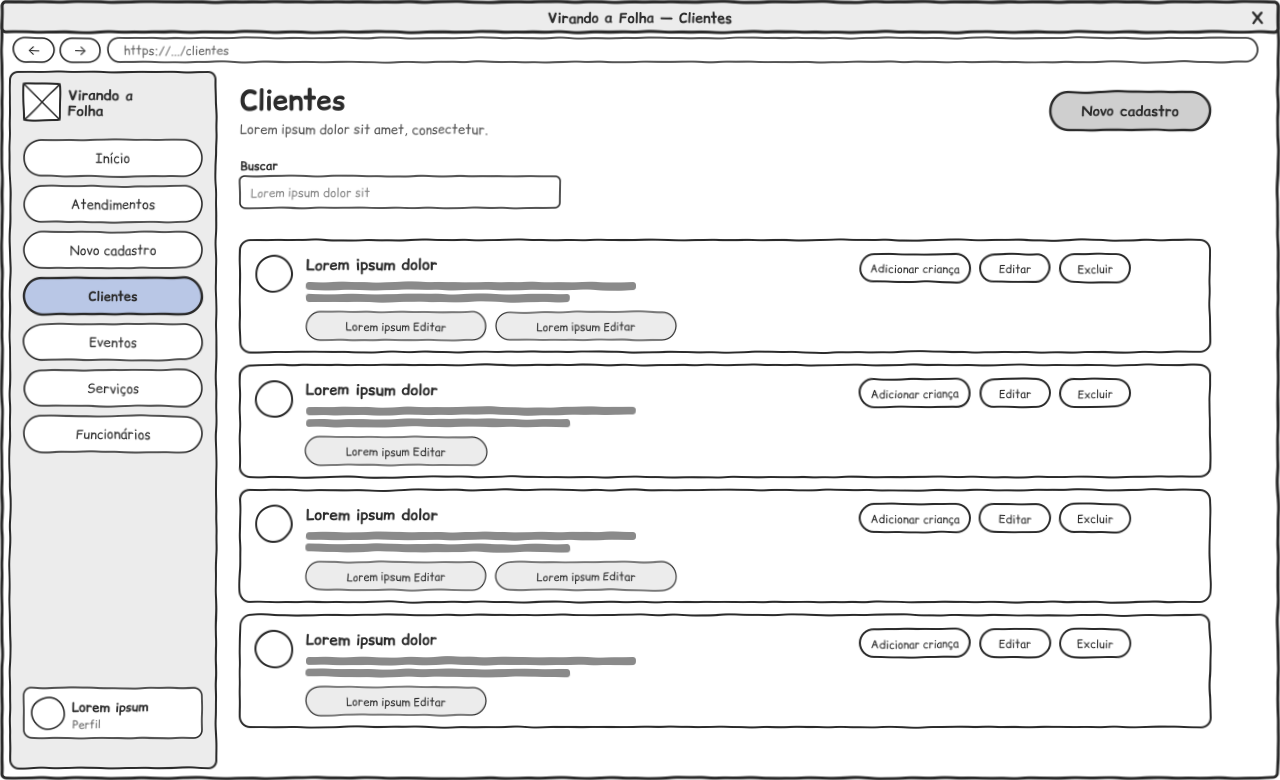 Virando a Folha — Clientes
X
← →
https://.../clientes
Virando a
Folha
Início
Atendimentos
Novo cadastro
Clientes
Eventos
Serviços
Funcionários
Lorem ipsum
Perfil
Clientes
Lorem ipsum dolor sit amet, consectetur.
Novo cadastro
Buscar
Lorem ipsum dolor sit
Lorem ipsum dolor
Adicionar criança
Editar
Excluir
Lorem ipsum Editar
Lorem ipsum Editar
Lorem ipsum dolor
Adicionar criança
Editar
Excluir
Lorem ipsum Editar
Lorem ipsum dolor
Adicionar criança
Editar
Excluir
Lorem ipsum Editar
Lorem ipsum Editar
Lorem ipsum dolor
Adicionar criança
Editar
Excluir
Lorem ipsum Editar